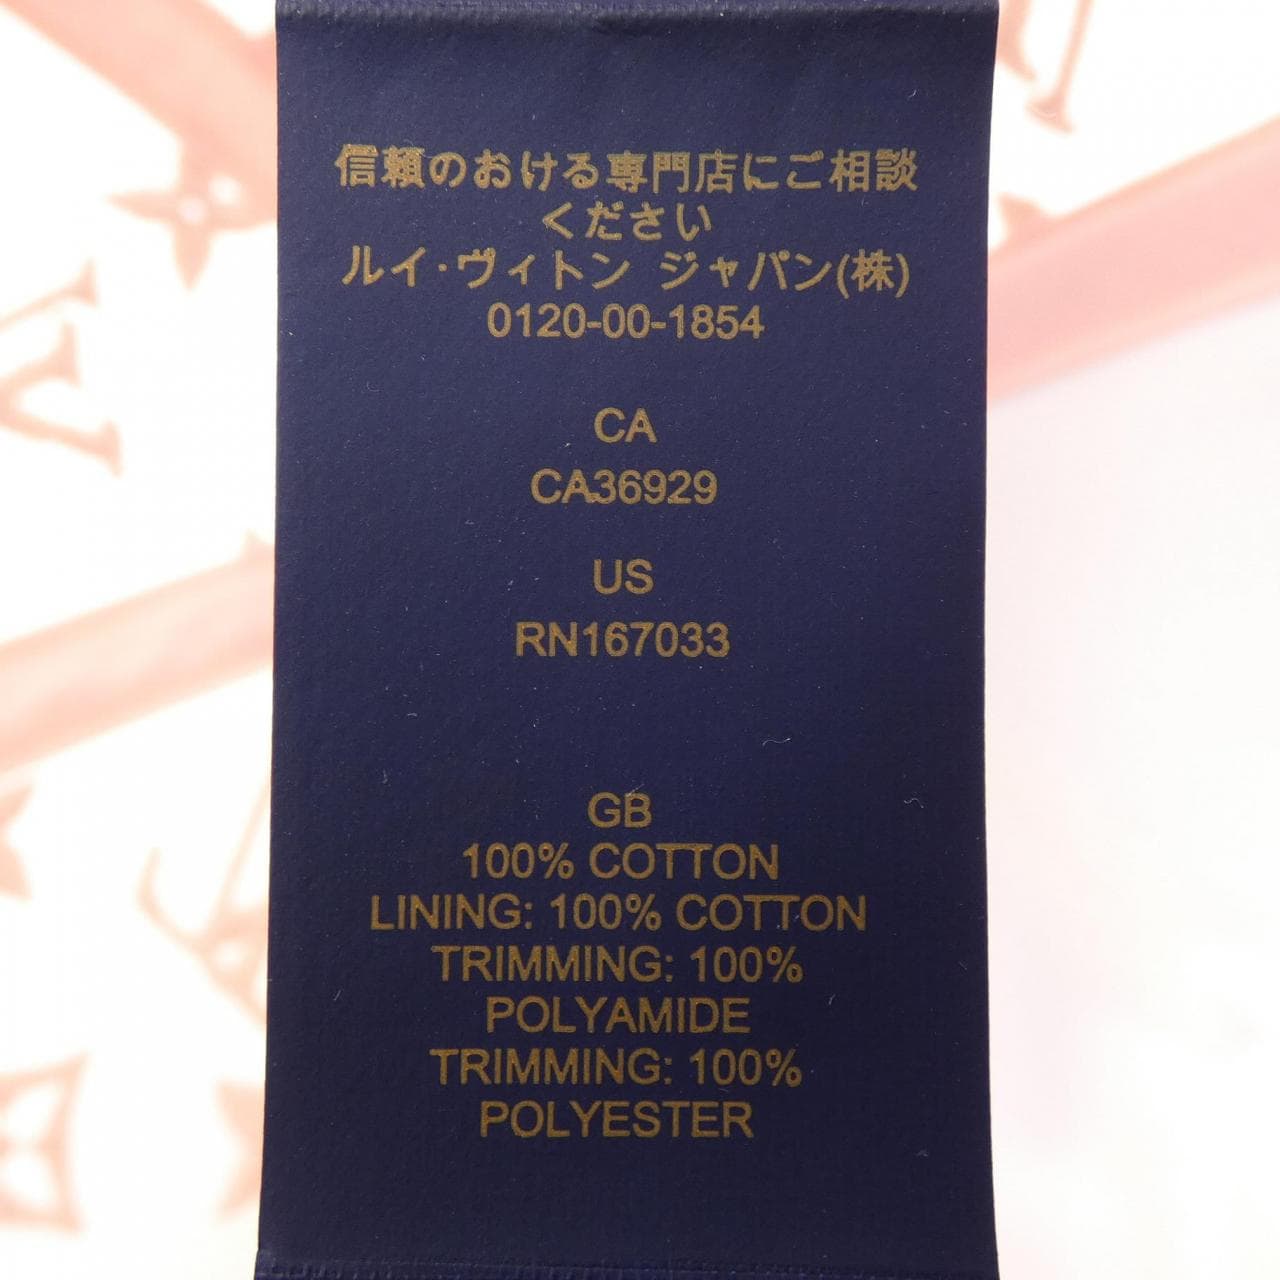 信頼のおける専門店にご相談
ください
ルイ·ヴィトン ジャパン(株)
0120-00-1854
CA
CA36929
US
RN167033
GB
100% COTTON
LINING: 100% COTTON
TRIMMING: 100%
POLYAMIDE
TRIMMING: 100%
POLYESTER